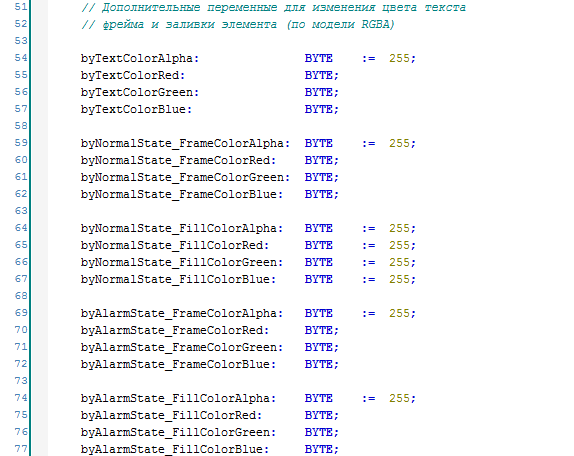 51 // Дополнительные переменные для изменения цвета текста
52 // фрейма и заливки элемента (по модели RGBA)
53
54 byTextColorAlpha: BYTE := 255;
55 byTextColorRed: BYTE;
56 byTextColorGreen: BYTE;
57 byTextColorBlue: BYTE;
58
59 byNormalState_FrameColorAlpha: BYTE := 255;
60 byNormalState_FrameColorRed: BYTE;
61 byNormalState_FrameColorGreen: BYTE;
62 byNormalState_FrameColorBlue: BYTE;
63
64 byNormalState_FillColorAlpha: BYTE := 255;
65 byNormalState_FillColorRed: BYTE := 255;
66 byNormalState_FillColorGreen: BYTE := 255;
67 byNormalState_FillColorBlue: BYTE := 255;
68
69 byAlarmState_FrameColorAlpha: BYTE := 255;
70 byAlarmState_FrameColorRed: BYTE;
71 byAlarmState_FrameColorGreen: BYTE;
72 byAlarmState_FrameColorBlue: BYTE;
73
74 byAlarmState_FillColorAlpha: BYTE := 255;
75 byAlarmState_FillColorRed: BYTE;
76 byAlarmState_FillColorGreen: BYTE;
77 byAlarmState_FillColorBlue: BYTE;